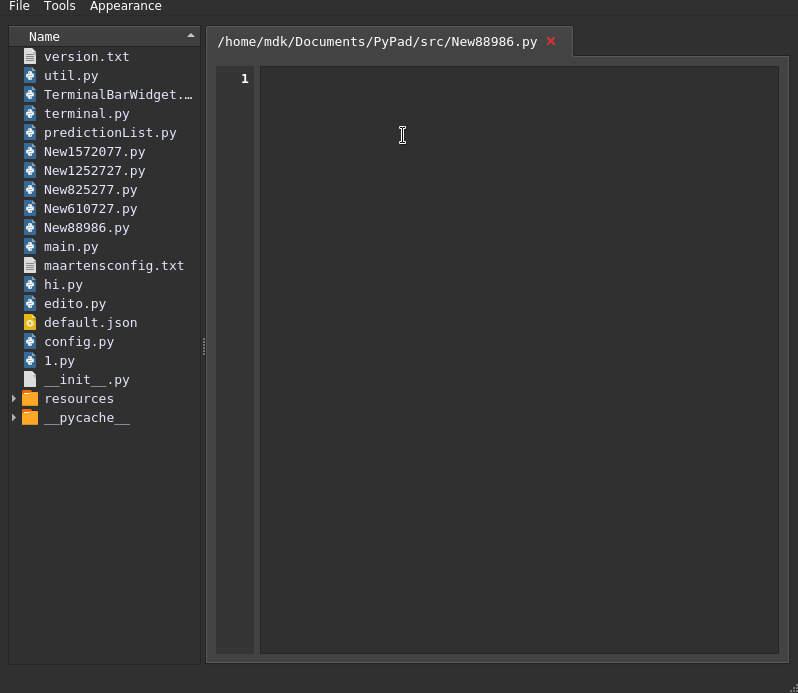 File Tools Appearance
Name
version.txt
util.py
TerminalBarWidget.…
terminal.py
predictionList.py
New1572077.py
New1252727.py
New825277.py
New610727.py
New88986.py
main.py
maartensconfig.txt
hi.py
edito.py
default.json
config.py
1.py
__init__.py
resources
__pycache__
/home/mdk/Documents/PyPad/src/New88986.py
1